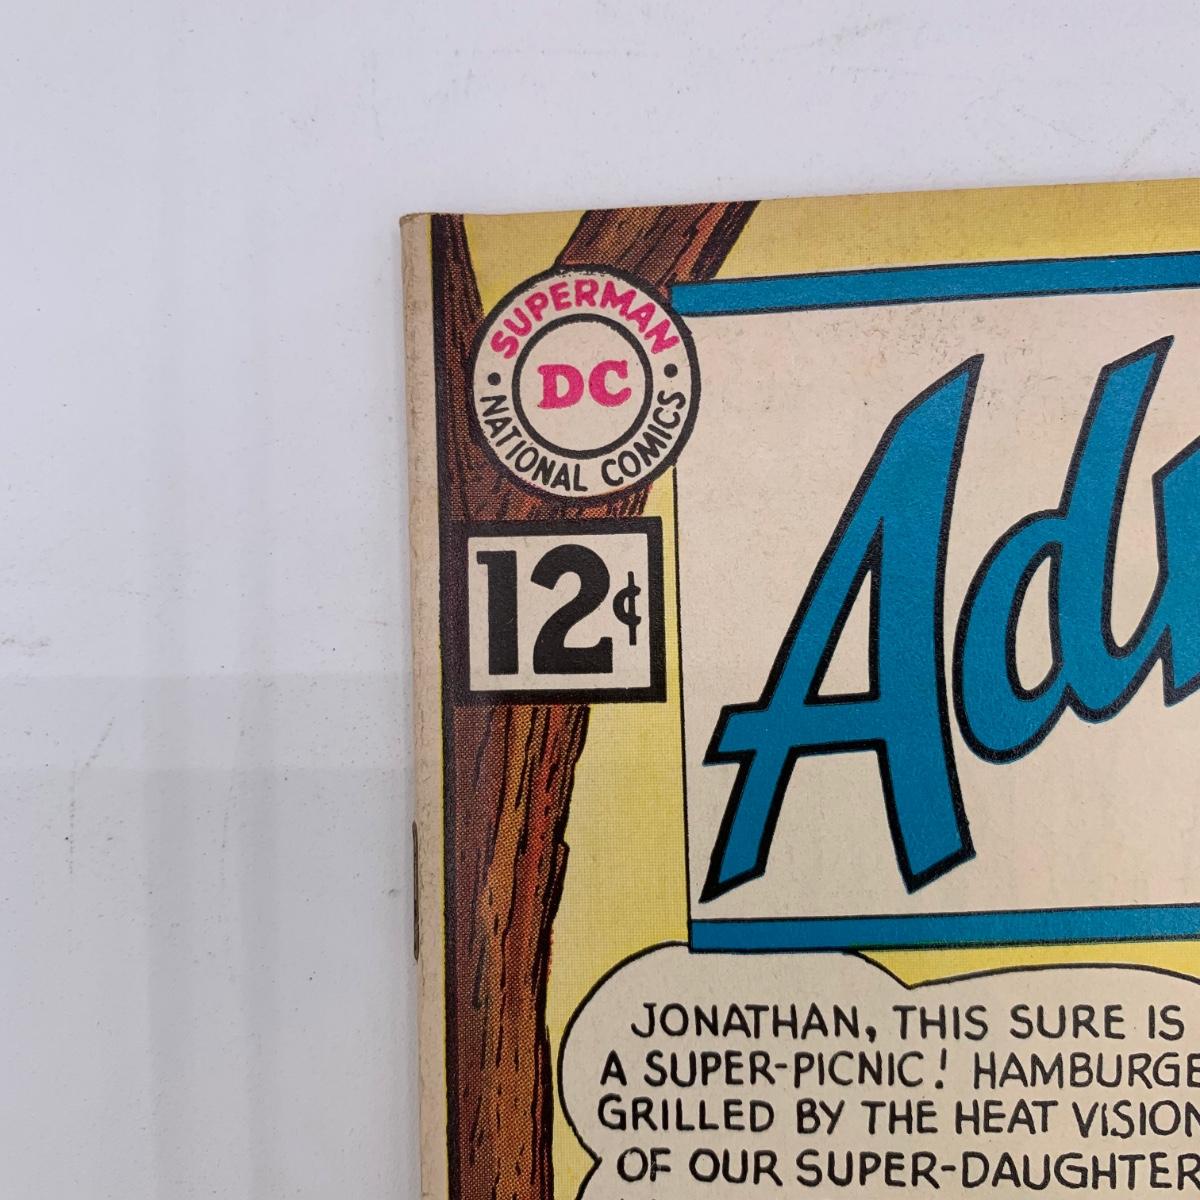 SUPERMAN
DC
NATIONAL COMICS
12¢
Ad
JONATHAN, THIS SURE IS
A SUPER-PICNIC! HAMBURGE
GRILLED BY THE HEAT VISION
OF OUR SUPER-DAUGHTER